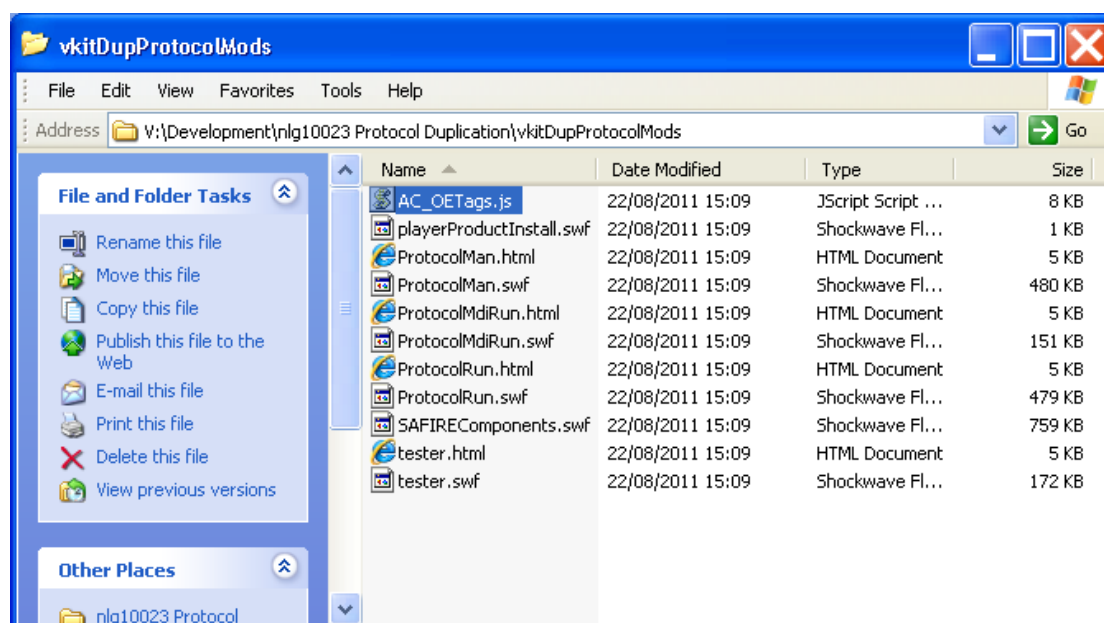 vkitDupProtocolMods
File Edit View Favorites Tools Help
Address V:\Development\nlg10023 Protocol Duplication\vkitDupProtocolMods Go
File and Folder Tasks
Rename this file
Move this file
Copy this file
Publish this file to the
Web
E-mail this file
Print this file
Delete this file
View previous versions
Other Places
nlg10023 Protocol
Name Date Modified Type Size
AC_OETags.js 22/08/2011 15:09 JScript Script ... 8 KB
playerProductInstall.swf 22/08/2011 15:09 Shockwave Fl... 1 KB
ProtocolMan.html 22/08/2011 15:09 HTML Document 5 KB
ProtocolMan.swf 22/08/2011 15:09 Shockwave Fl... 480 KB
ProtocolMdiRun.html 22/08/2011 15:09 HTML Document 5 KB
ProtocolMdiRun.swf 22/08/2011 15:09 Shockwave Fl... 151 KB
ProtocolRun.html 22/08/2011 15:09 HTML Document 5 KB
ProtocolRun.swf 22/08/2011 15:09 Shockwave Fl... 479 KB
SAFIREComponents.swf 22/08/2011 15:09 Shockwave Fl... 759 KB
tester.html 22/08/2011 15:09 HTML Document 5 KB
tester.swf 22/08/2011 15:09 Shockwave Fl... 172 KB